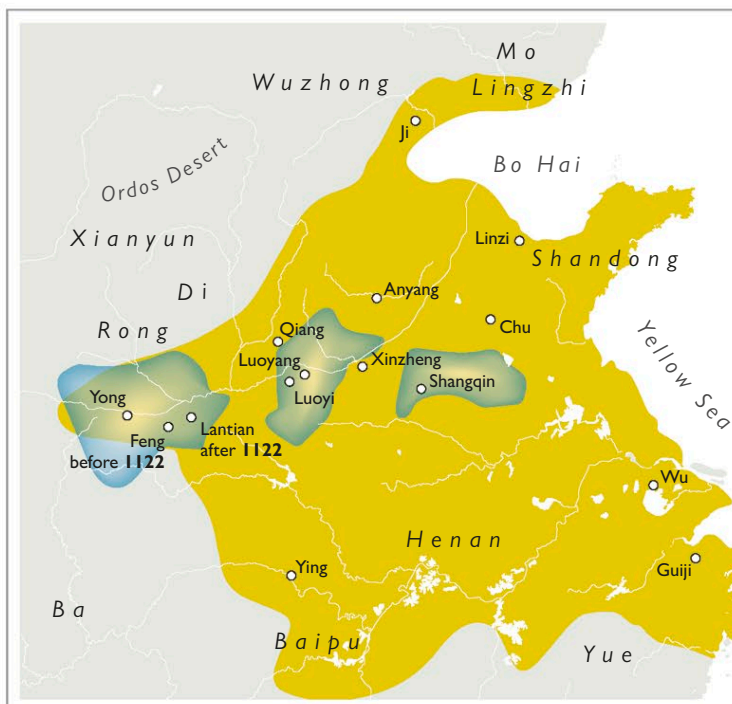 Mo
Wuzhong
Lingzhi
Ji
Ordos Desert
Bo Hai
Xianyun
Linzi
Shandong
Di
Anyang
Chu
Rong
Qiang
Yellow Sea
Luoyang
Xinzheng
Luoyi
Shangqin
Yong
Lantian
Feng
after 1122
before 1122
Wu
Henan
Guiji
Ying
Ba
Baipu
Yue